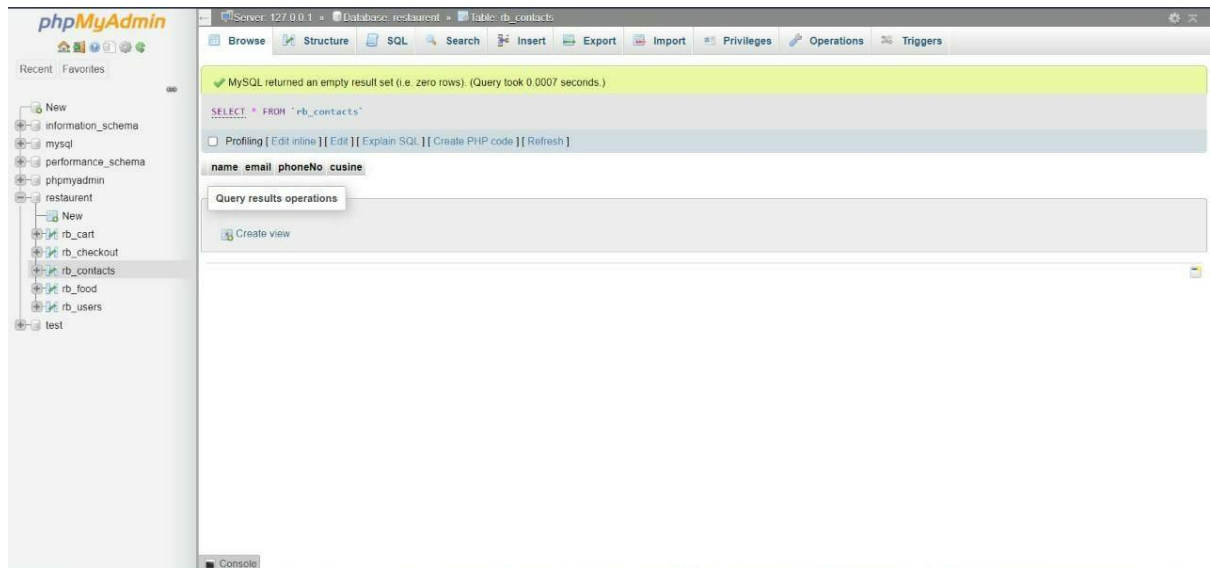 phpMyAdmin
Recent Favorites
New
information_schema
mysql
performance_schema
phpmyadmin
restaurent
New
rb_cart
rb_checkout
rb_contacts
rb_food
rb_users
test
Server: 127.0.0.1 » Database: restaurent » Table: rb_contacts
Browse Structure SQL Search Insert Export Import Privileges Operations Triggers
MySQL returned an empty result set (i.e. zero rows). (Query took 0.0007 seconds.)
SELECT * FROM `rb_contacts`
Profiling [ Edit inline ] [ Edit ] [ Explain SQL ] [ Create PHP code ] [ Refresh ]
name email phoneNo cusine
Query results operations
Create view
Console